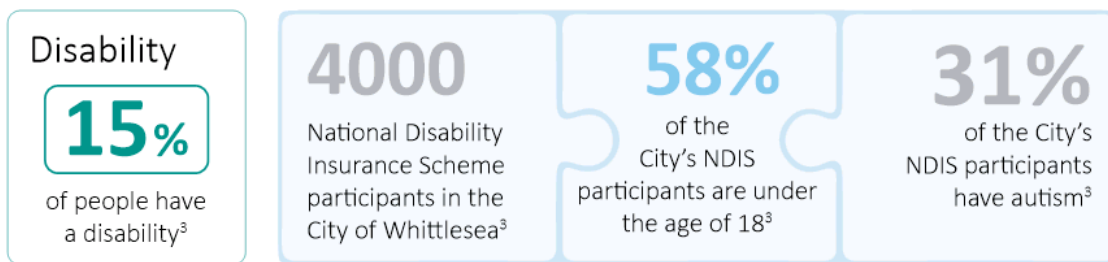 Disability
15%
of people have
a disability³
4000
National Disability
Insurance Scheme
participants in the
City of Whittlesea³
58%
of the
City’s NDIS
participants are under
the age of 18³
31%
of the City’s
NDIS participants
have autism³